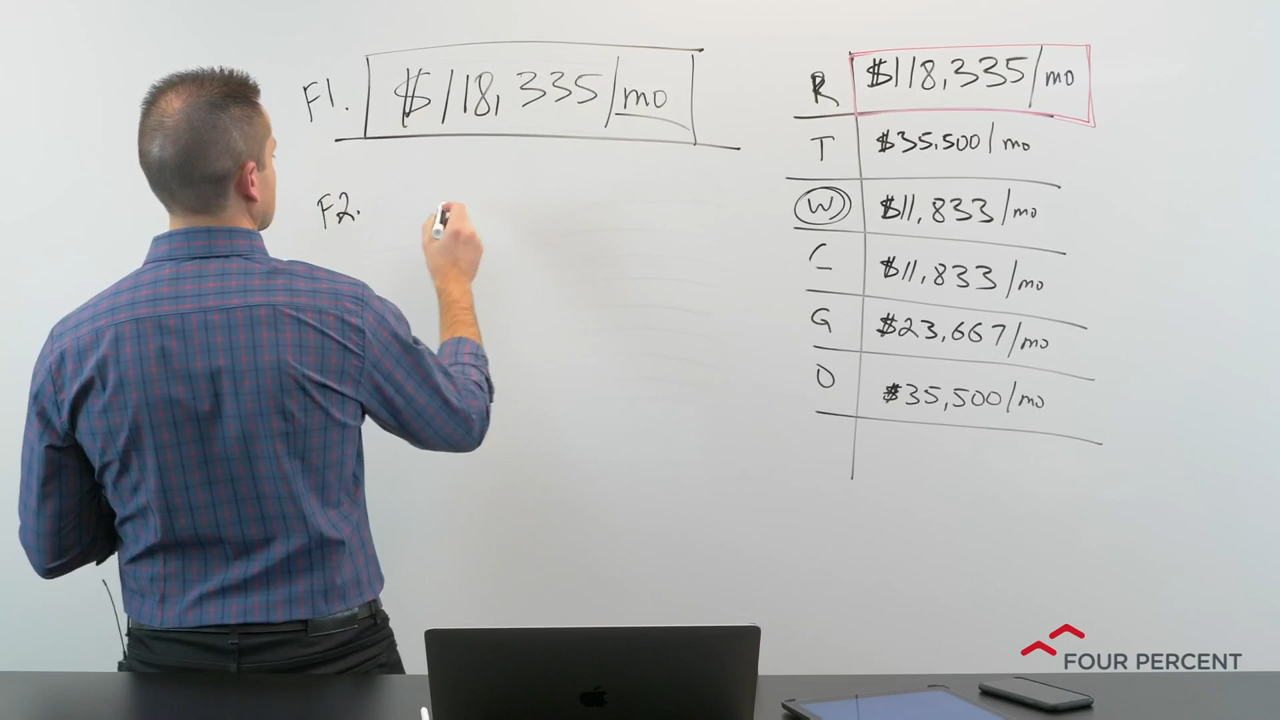 F1. $118,335/mo
F2.
R $118,335/mo
T $35,500/mo
W $11,833/mo
$11,833/mo
G $23,667/mo
O $35,500/mo
FOUR PERCENT